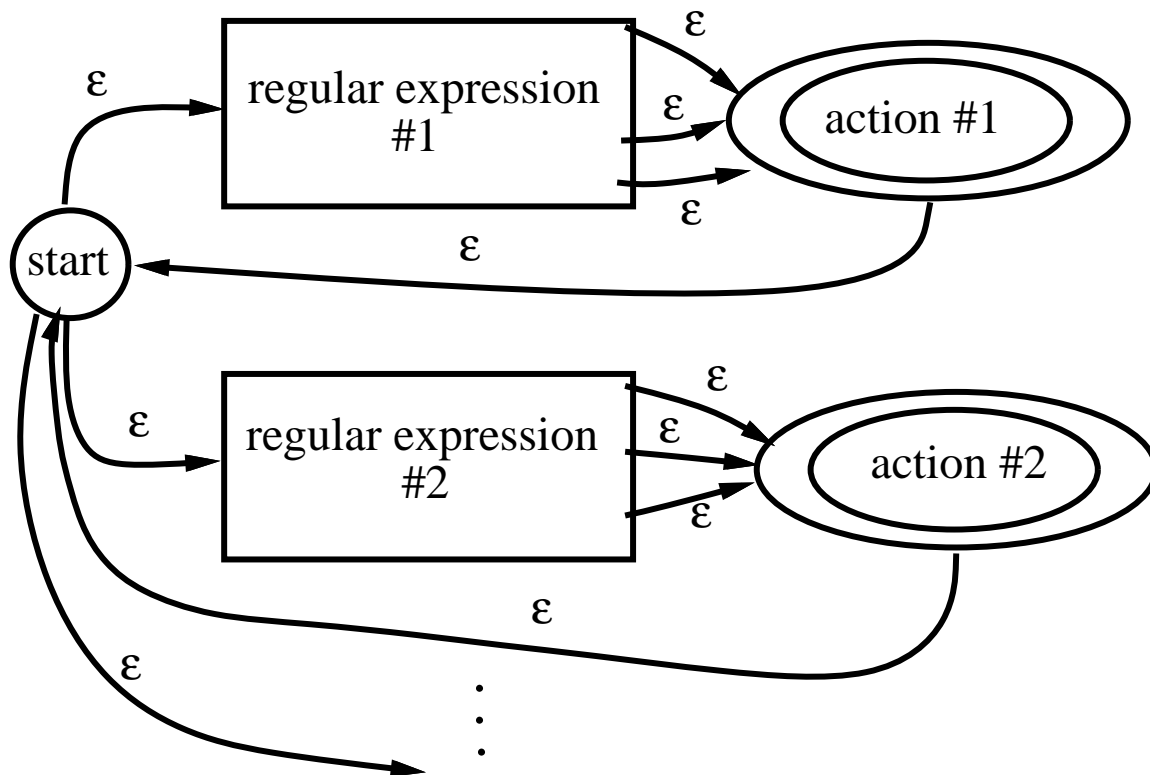 ε
regular expression
#1
ε
ε
ε
action #1
start
ε
ε
regular expression
#2
ε
ε
ε
action #2
ε
ε
.
.
.